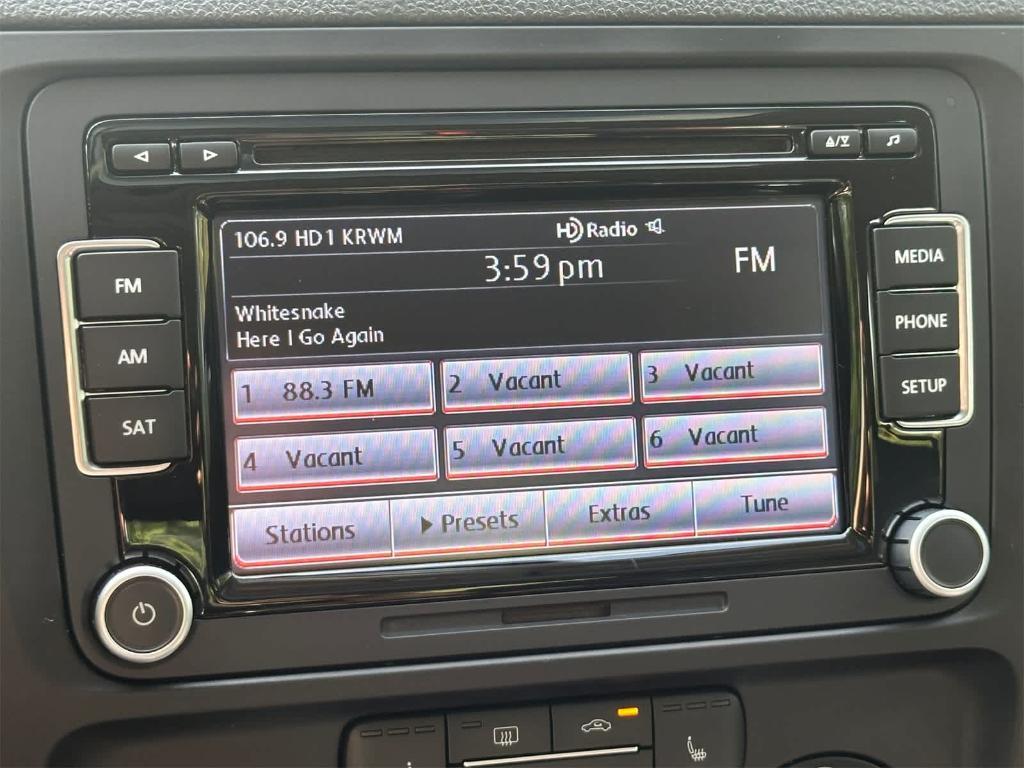 106.9 HD1 KRWM
HD Radio
3:59 pm
FM
Whitesnake
Here I Go Again
1 88.3 FM
2 Vacant
3 Vacant
4 Vacant
5 Vacant
6 Vacant
Stations
Presets
Extras
Tune
FM
AM
SAT
MEDIA
PHONE
SETUP